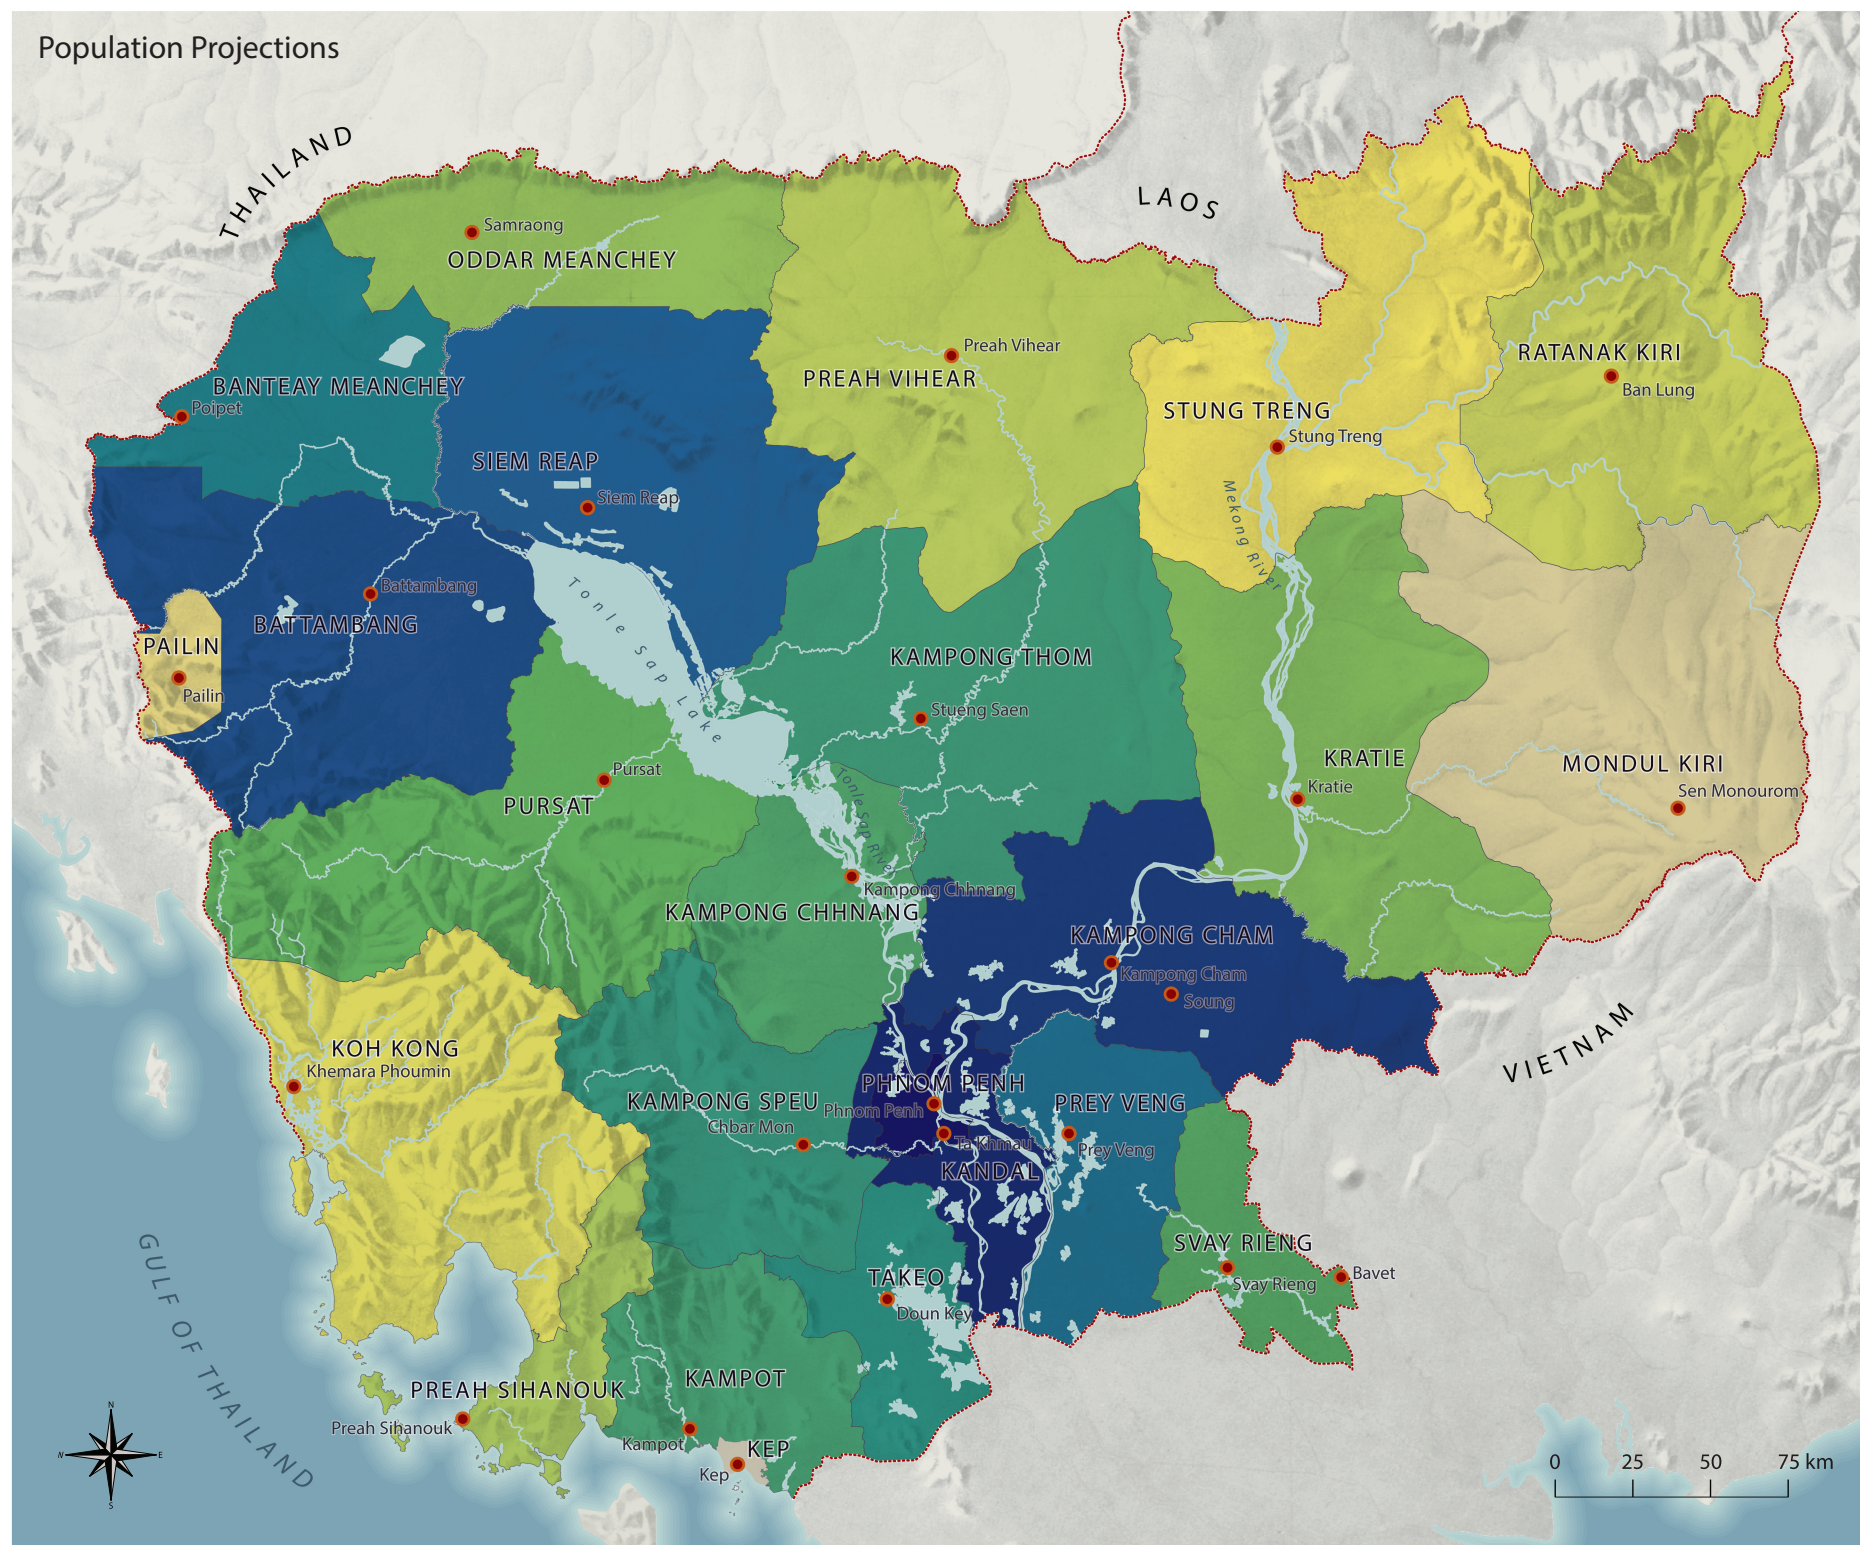 Population Projections
THAILAND
LAOS
Samraong
ODDAR MEANCHEY
Preah Vihear
PREAH VIHEAR
RATANAK KIRI
Ban Lung
BANTEAY MEANCHEY
Poipet
STUNG TRENG
Stung Treng
SIEM REAP
Siem Reap
Mekong River
Battambang
BATTAMBANG
Tonle Sap Lake
PAILIN
Pailin
KAMPONG THOM
Stueng Saen
Pursat
PURSAT
Tonle Sap River
KRATIE
Kratie
MONDUL KIRI
Sen Monourom
Kampong Chhnang
KAMPONG CHHNANG
KAMPONG CHAM
Kampong Cham
Soung
VIETNAM
KOH KONG
Khemara Phoumin
PHNOM PENH
Phnom Penh
KAMPONG SPEU
Chbar Mon
PREY VENG
Prey Veng
Ta Khmau
KANDAL
SVAY RIENG
Svay Rieng
Bavet
TAKEO
Doun Key
GULF OF THAILAND
KAMPOT
Kampot
PREAH SIHANOUK
Preah Sihanouk
KEP
Kep
N
W E
S
0 25 50 75 km